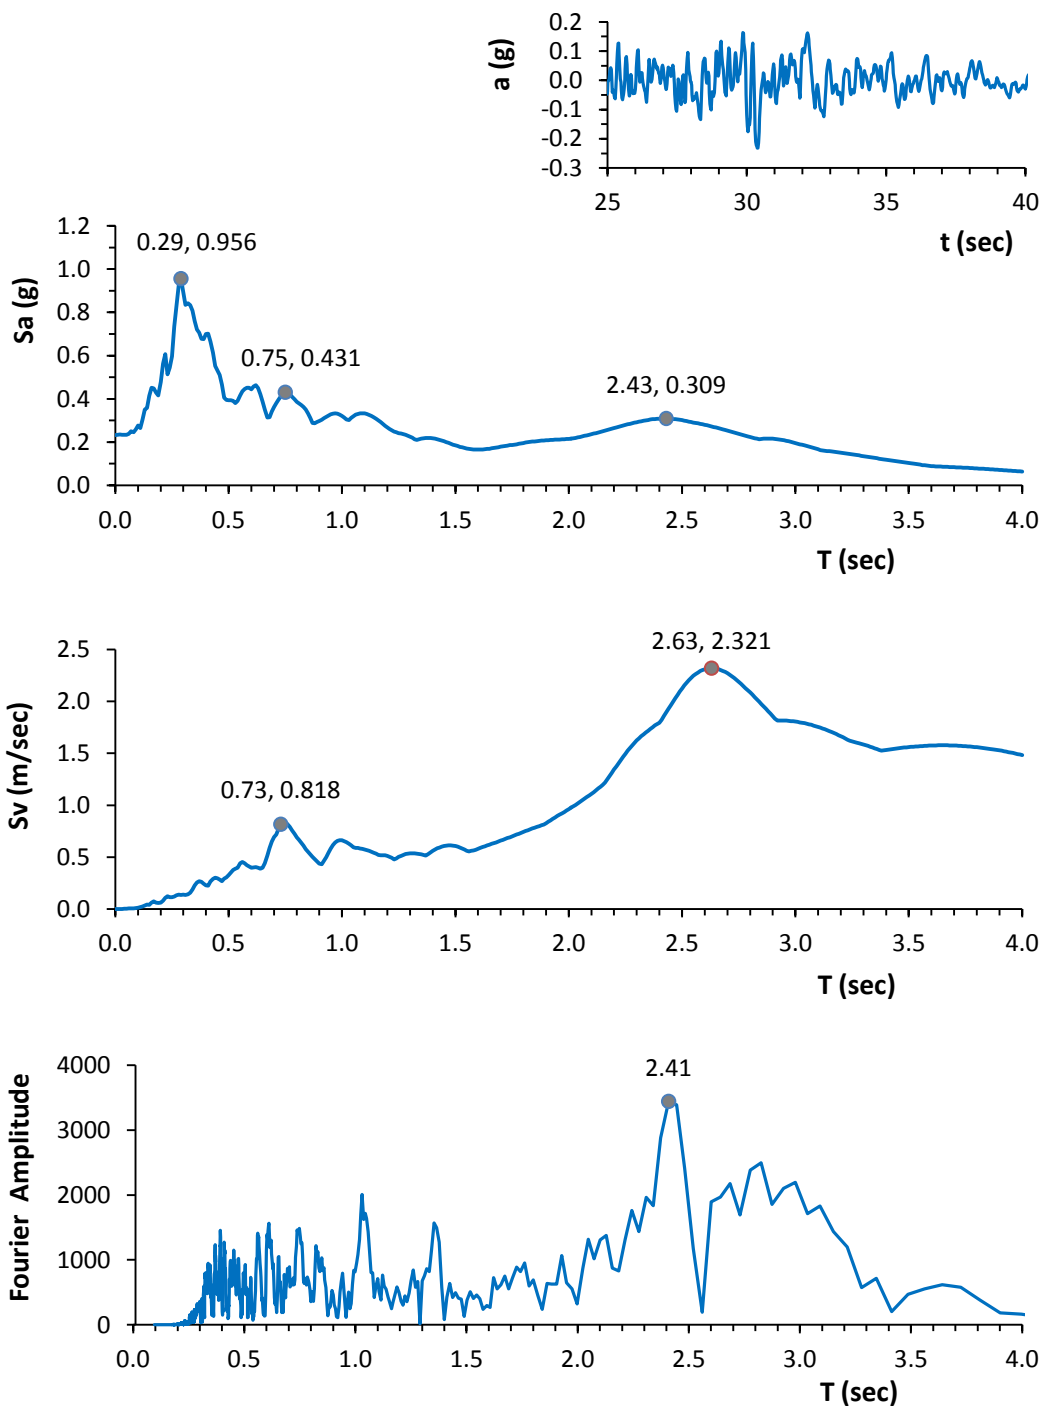 0.2
0.1
0.0
-0.1
-0.2
-0.3
a (g)
25 30 35 40
t (sec)
1.2
1.0
0.8
0.6
0.4
0.2
0.0
Sa (g)
0.29, 0.956
0.75, 0.431
2.43, 0.309
0.0 0.5 1.0 1.5 2.0 2.5 3.0 3.5 4.0
T (sec)
2.5
2.0
1.5
1.0
0.5
0.0
Sv (m/sec)
2.63, 2.321
0.73, 0.818
0.0 0.5 1.0 1.5 2.0 2.5 3.0 3.5 4.0
T (sec)
4000
3000
2000
1000
0
Fourier Amplitude
2.41
0.0 0.5 1.0 1.5 2.0 2.5 3.0 3.5 4.0
T (sec)